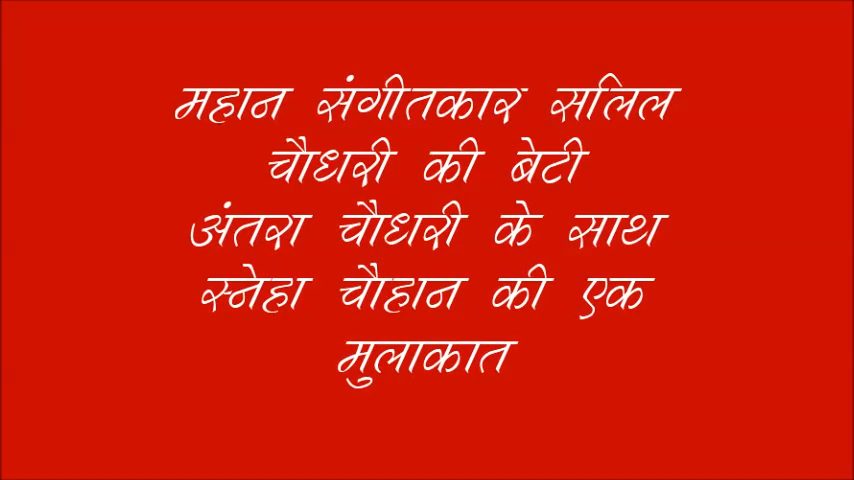 महान संगीतकार सलिल
चौधरी की बेटी
अंतरा चौधरी के साथ
स्नेहा चौहान की एक
मुलाकात